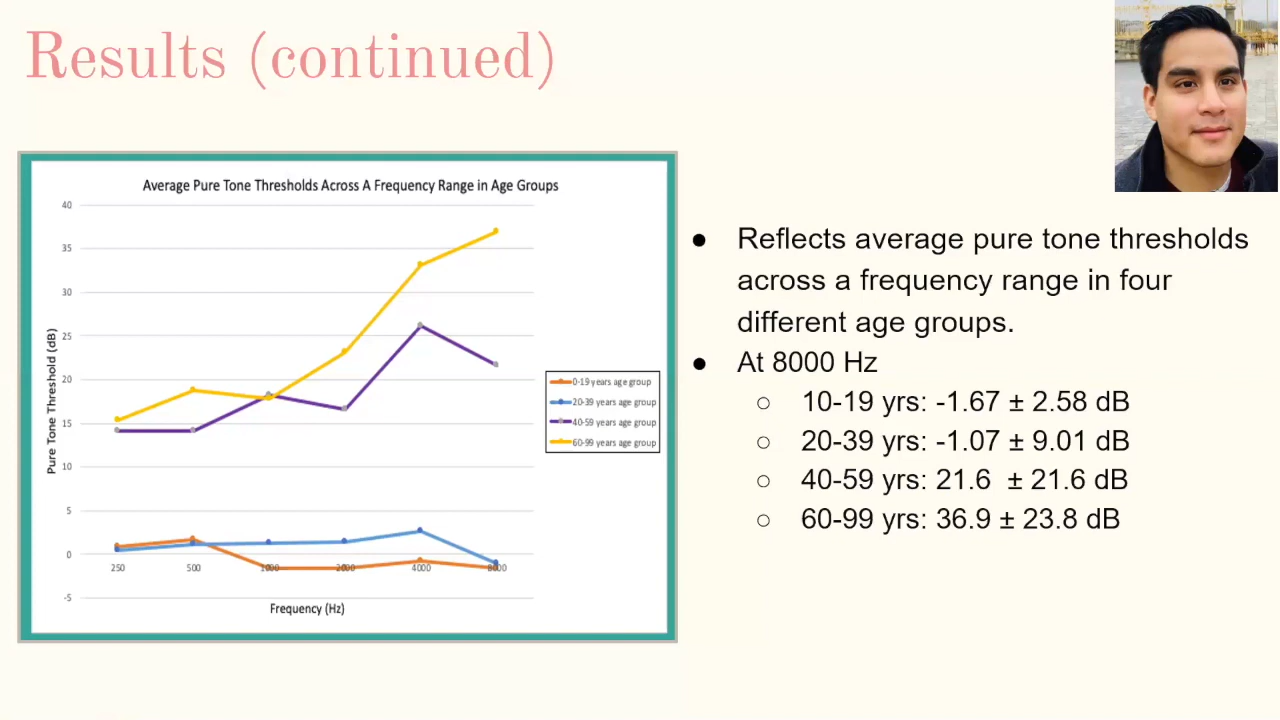 Results (continued)
Average Pure Tone Thresholds Across A Frequency Range in Age Groups
40
35
30
25
20
15
10
5
0
-5
Pure Tone Threshold (dB)
250 500 1000 2000 4000 8000
Frequency (Hz)
0-19 years age group
20-39 years age group
40-59 years age group
60-99 years age group
● Reflects average pure tone thresholds
across a frequency range in four
different age groups.
● At 8000 Hz
○ 10-19 yrs: -1.67 ± 2.58 dB
○ 20-39 yrs: -1.07 ± 9.01 dB
○ 40-59 yrs: 21.6 ± 21.6 dB
○ 60-99 yrs: 36.9 ± 23.8 dB